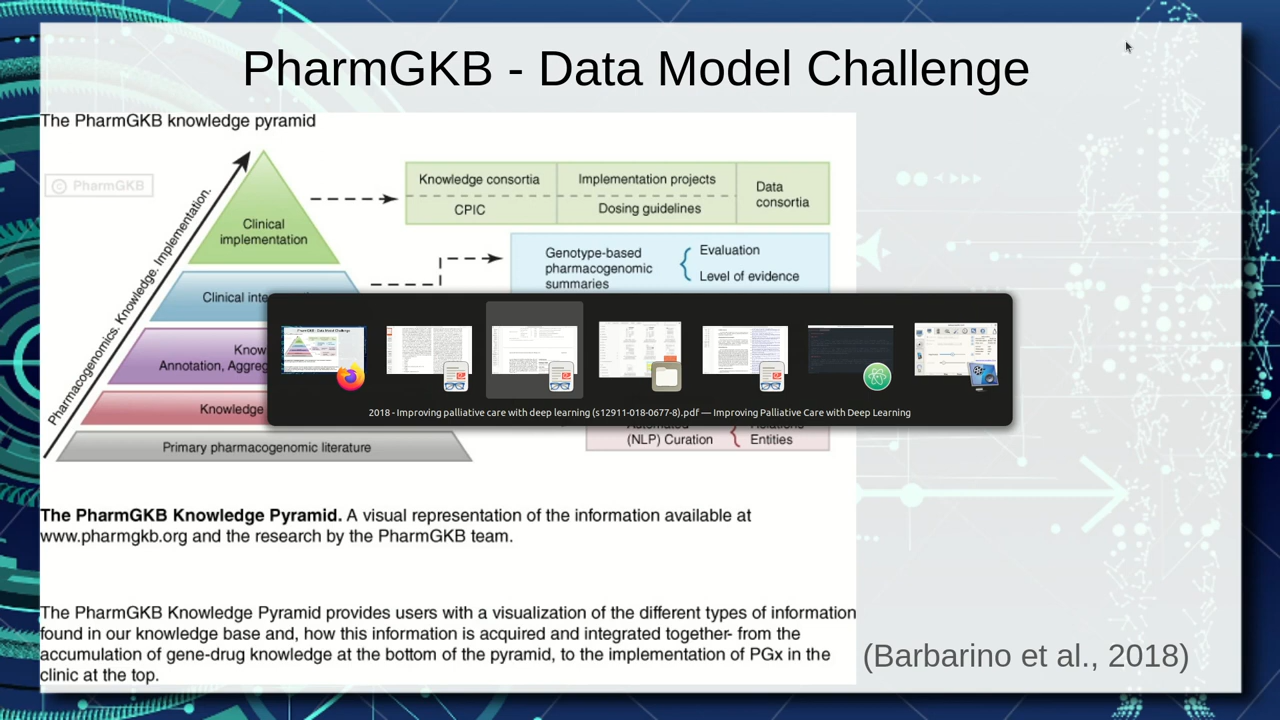 PharmGKB - Data Model Challenge
The PharmGKB knowledge pyramid
© PharmGKB
Pharmacogenomics. Knowledge. Implementation.
Clinical
implementation
Knowledge consortia
Implementation projects
Data
consortia
CPIC
Dosing guidelines
Genotype-based
pharmacogenomic
summaries
Evaluation
Level of evidence
Clinical inte
Know
Annotation, Aggreg
Knowledge
Primary pharmacogenomic literature
(NLP) Curation
Entities
2018 - Improving palliative care with deep learning (s12911-018-0677-8).pdf — Improving Palliative Care with Deep Learning
The PharmGKB Knowledge Pyramid. A visual representation of the information available at
www.pharmgkb.org and the research by the PharmGKB team.
The PharmGKB Knowledge Pyramid provides users with a visualization of the different types of information
found in our knowledge base and, how this information is acquired and integrated together- from the
accumulation of gene-drug knowledge at the bottom of the pyramid, to the implementation of PGx in the
clinic at the top.
(Barbarino et al., 2018)